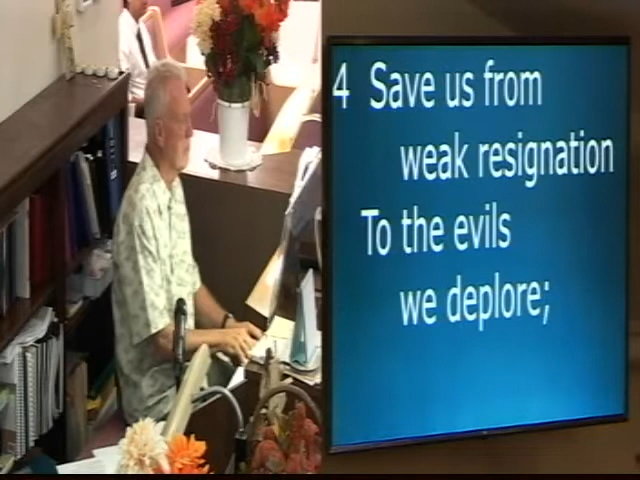 4 Save us from
weak resignation
To the evils
we deplore;